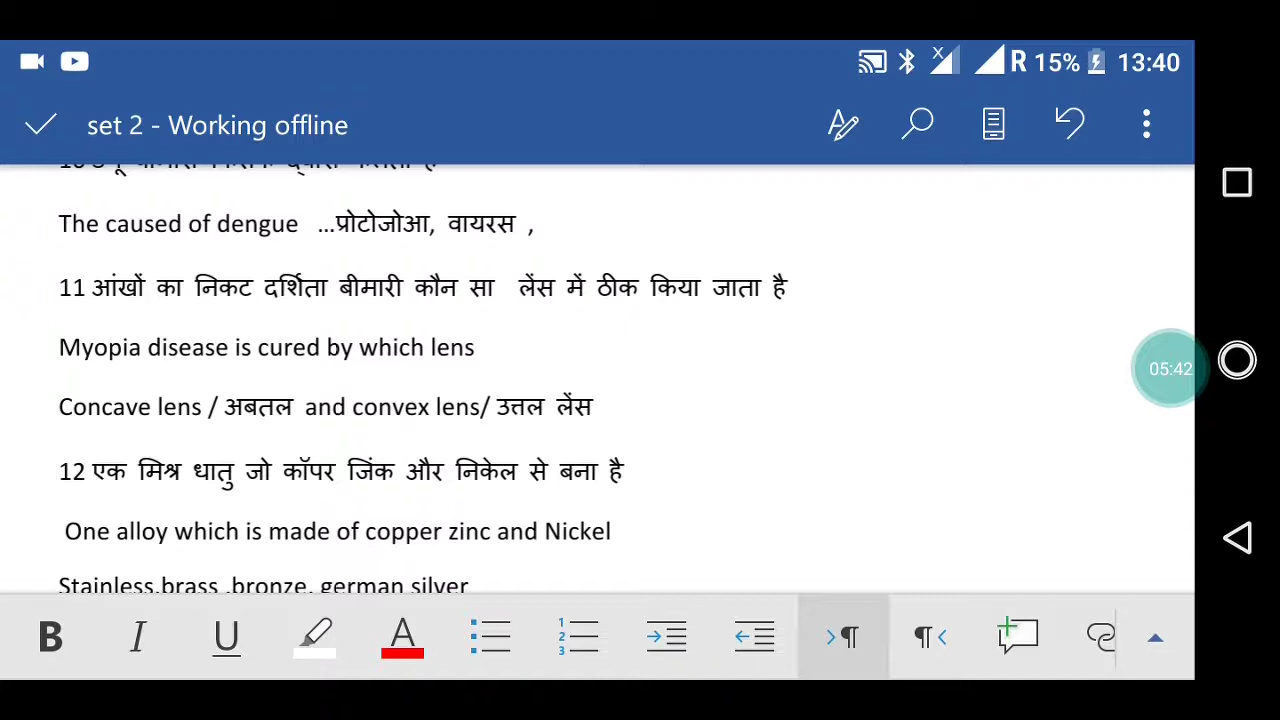 R 15% 13:40
set 2 - Working offline
The caused of dengue ...प्रोटोजोआ, वायरस ,
11 आंखों का निकट दर्शिता बीमारी कौन सा लेंस में ठीक किया जाता है
Myopia disease is cured by which lens
05:42
Concave lens / अबतल and convex lens/ उत्तल लेंस
12 एक मिश्र धातु जो कॉपर जिंक और निकेल से बना है
One alloy which is made of copper zinc and Nickel
Stainless,brass ,bronze, german silver
B I U A